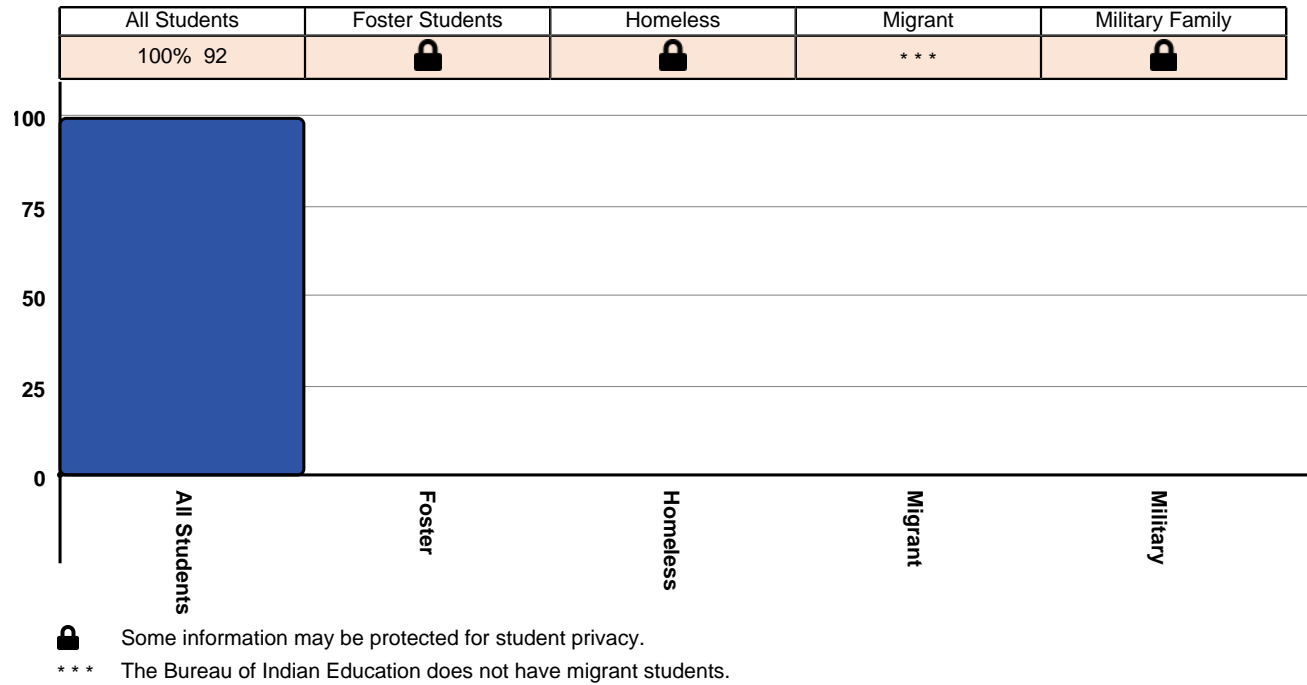 All Students Foster Students Homeless Migrant Military Family
100% 92 * * *
100
75
50
25
0
All Students
Foster
Homeless
Migrant
Military
Some information may be protected for student privacy.
* * * The Bureau of Indian Education does not have migrant students.